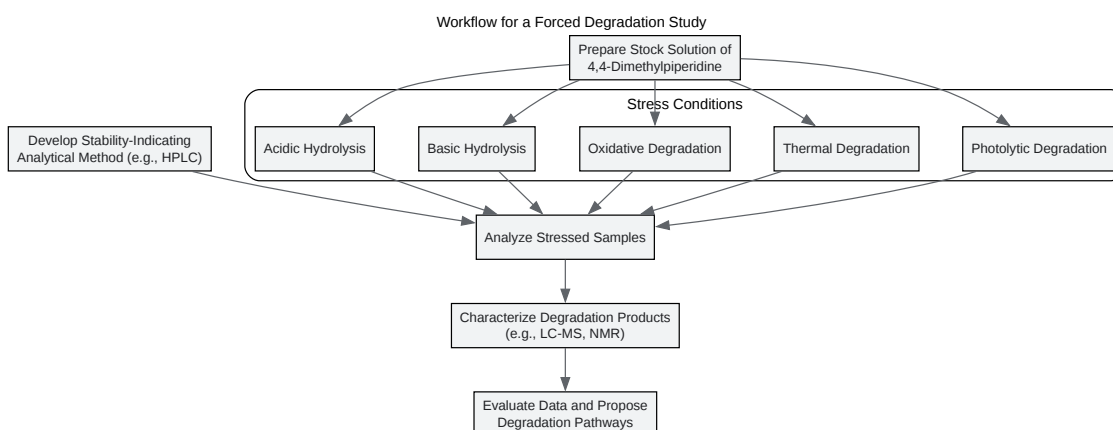 Workflow for a Forced Degradation Study
Prepare Stock Solution of
4,4-Dimethylpiperidine
Stress Conditions
Develop Stability-Indicating
Analytical Method (e.g., HPLC)
Acidic Hydrolysis
Basic Hydrolysis
Oxidative Degradation
Thermal Degradation
Photolytic Degradation
Analyze Stressed Samples
Characterize Degradation Products
(e.g., LC-MS, NMR)
Evaluate Data and Propose
Degradation Pathways